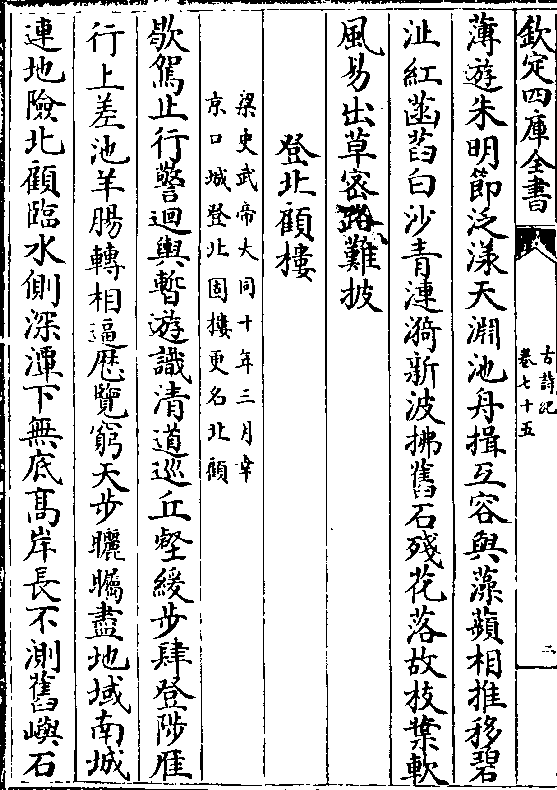 欽定四庫全書
古詩紀
卷七十五
二
薄遊朱明節泛漾天淵池舟揖互容與藻蘋相推移碧
沚紅菡萏白沙青漣漪新波拂舊石殘花落故枝葉軟
風易出草密路難披
登北顧樓
梁史武帝大同十年三月幸
京口城登北固樓更名北顧
歇駕止行警迴輿暫遊識清道巡丘壑緩步肆登陟雁
行上差池羊腸轉相逼歷覽窮天步曬矚盡地域南城
連地險北顧臨水側深潭下無底髙岸長不測舊嶼石